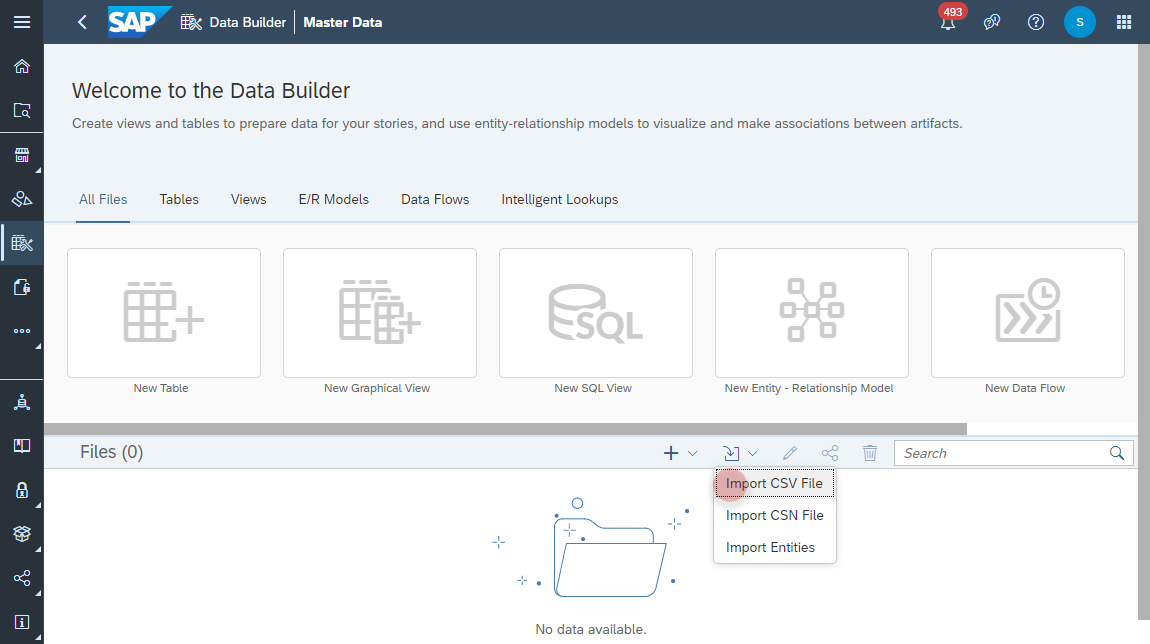 SAP Data Builder Master Data 493 S
Welcome to the Data Builder
Create views and tables to prepare data for your stories, and use entity-relationship models to visualize and make associations between artifacts.
All Files Tables Views E/R Models Data Flows Intelligent Lookups
SQL
New Table New Graphical View New SQL View New Entity - Relationship Model New Data Flow
Files (0) Search
Import CSV File
Import CSN File
Import Entities
No data available.